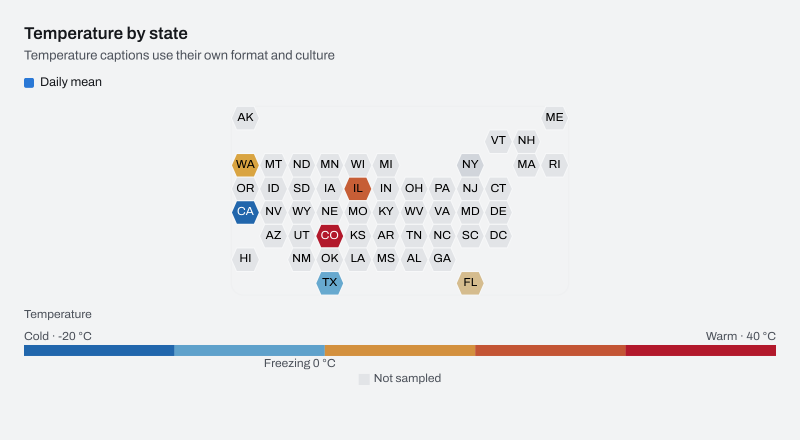 Temperature by state
Temperature captions use their own format and culture
Daily mean
AK ME
VT NH
WA MT ND MN WI MI NY MA RI
OR ID SD IA IL IN OH PA NJ CT
CA NV WY NE MO KY WV VA MD DE
AZ UT CO KS AR TN NC SC DC
HI NM OK LA MS AL GA
TX FL
Temperature
Cold · -20 °C Warm · 40 °C
Freezing 0 °C
Not sampled